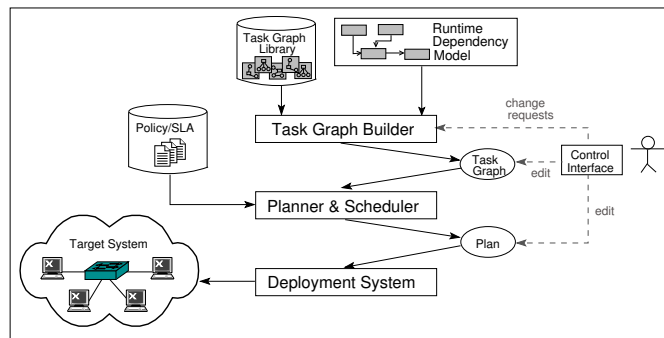 Task Graph
Library
Runtime
Dependency
Model
Policy/SLA
change
requests
Task Graph Builder
Task
Graph
edit
Control
Interface
Planner & Scheduler
edit
Target System
Plan
Deployment System